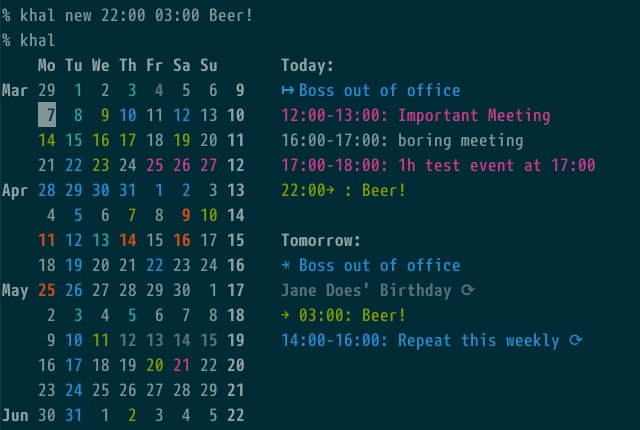 % khal new 22:00 03:00 Beer!
% khal
Mo Tu We Th Fr Sa Su Today:
Mar 29 1 2 3 4 5 6 9 ↦ Boss out of office
7 8 9 10 11 12 13 10 12:00-13:00: Important Meeting
14 15 16 17 18 19 20 11 16:00-17:00: boring meeting
21 22 23 24 25 26 27 12 17:00-18:00: 1h test event at 17:00
Apr 28 29 30 31 1 2 3 13 22:00→ : Beer!
4 5 6 7 8 9 10 14
11 12 13 14 15 16 17 15 Tomorrow:
18 19 20 21 22 23 24 16 ⇥ Boss out of office
May 25 26 27 28 29 30 1 17 Jane Does' Birthday ⟳
2 3 4 5 6 7 8 18 → 03:00: Beer!
9 10 11 12 13 14 15 19 14:00-16:00: Repeat this weekly ⟳
16 17 18 19 20 21 22 20
23 24 25 26 27 28 29 21
Jun 30 31 1 2 3 4 5 22